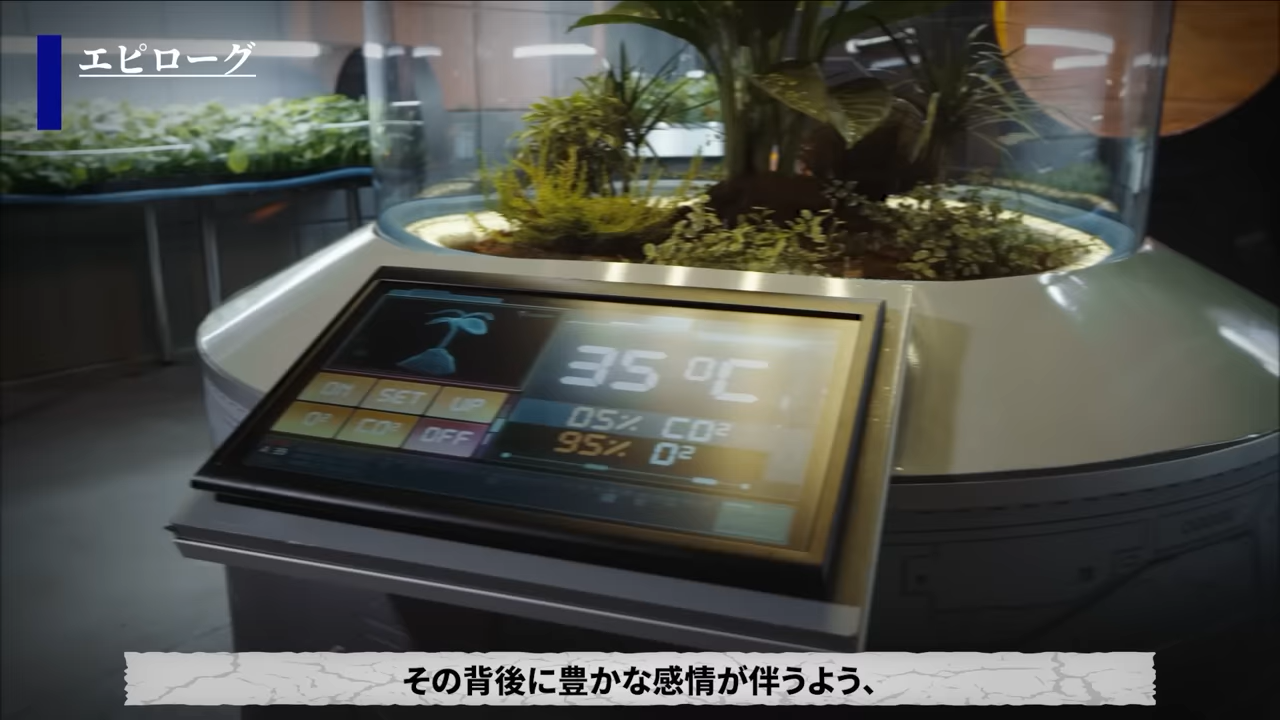 エピローグ
35 ºC
05% CO²
95% O²
ON SET UP
O² CO² OFF
その背後に豊かな感情が伴うよう、